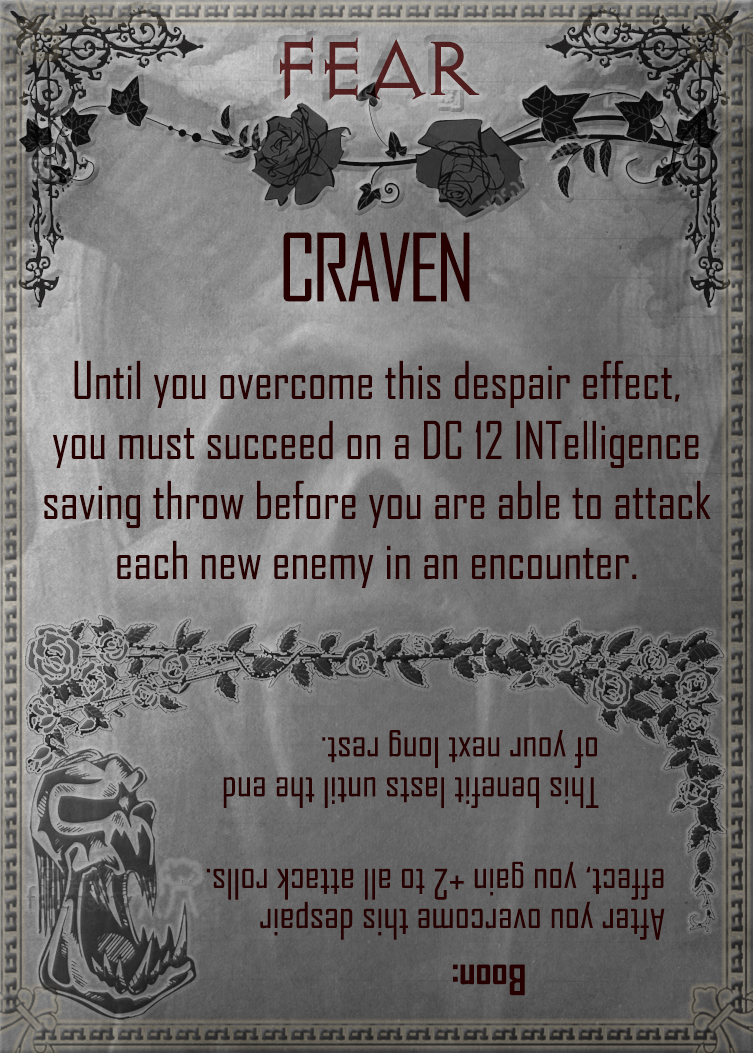 FEAR
CRAVEN
Until you overcome this despair effect,
you must succeed on a DC 12 INTelligence
saving throw before you are able to attack
each new enemy in an encounter.
Boon:
After you overcome this despair
effect, you gain +2 to all attack rolls.
This benefit lasts until the end
of your next long rest.